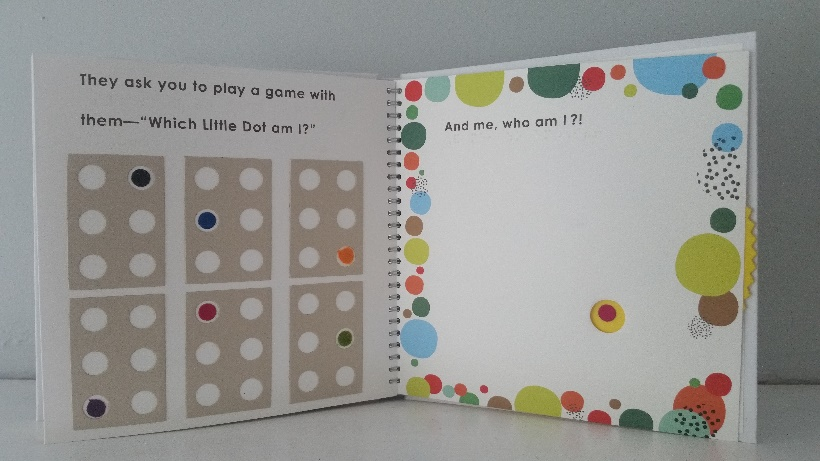 They ask you to play a game with
them—“Which Little Dot am I?”
And me, who am I?!